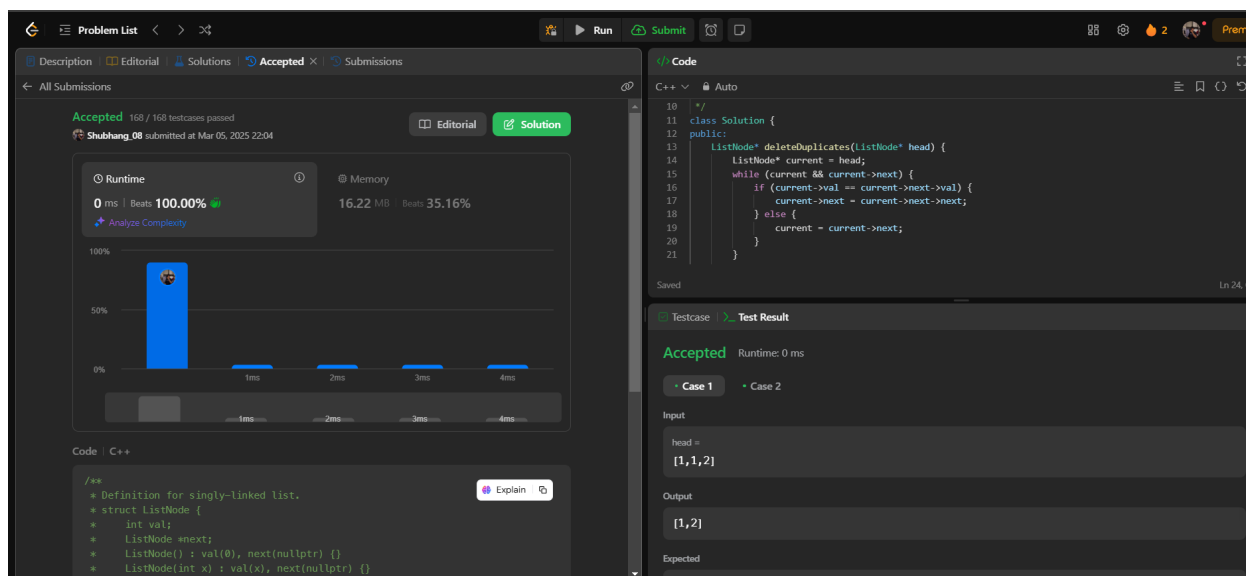 Problem List
Run
Submit
2
Prem
Description
Editorial
Solutions
Accepted
Submissions
All Submissions
Accepted 168 / 168 testcases passed
Shubhang_08 submitted at Mar 05, 2025 22:04
Editorial
Solution
Runtime
0 ms | Beats 100.00%
Analyze Complexity
Memory
16.22 MB | Beats 35.16%
100%
50%
0%
1ms
2ms
3ms
4ms
1ms
2ms
3ms
4ms
Code | C++
Explain
/**
* Definition for singly-linked list.
* struct ListNode {
*     int val;
*     ListNode *next;
*     ListNode() : val(0), next(nullptr) {}
*     ListNode(int x) : val(x), next(nullptr) {}
</> Code
C++
Auto
10 */
11 class Solution {
12 public:
13     ListNode* deleteDuplicates(ListNode* head) {
14         ListNode* current = head;
15         while (current && current->next) {
16             if (current->val == current->next->val) {
17                 current->next = current->next->next;
18             } else {
19                 current = current->next;
20             }
21         }
Saved
Ln 24,
Testcase
>_ Test Result
Accepted Runtime: 0 ms
• Case 1
• Case 2
Input
head =
[1,1,2]
Output
[1,2]
Expected